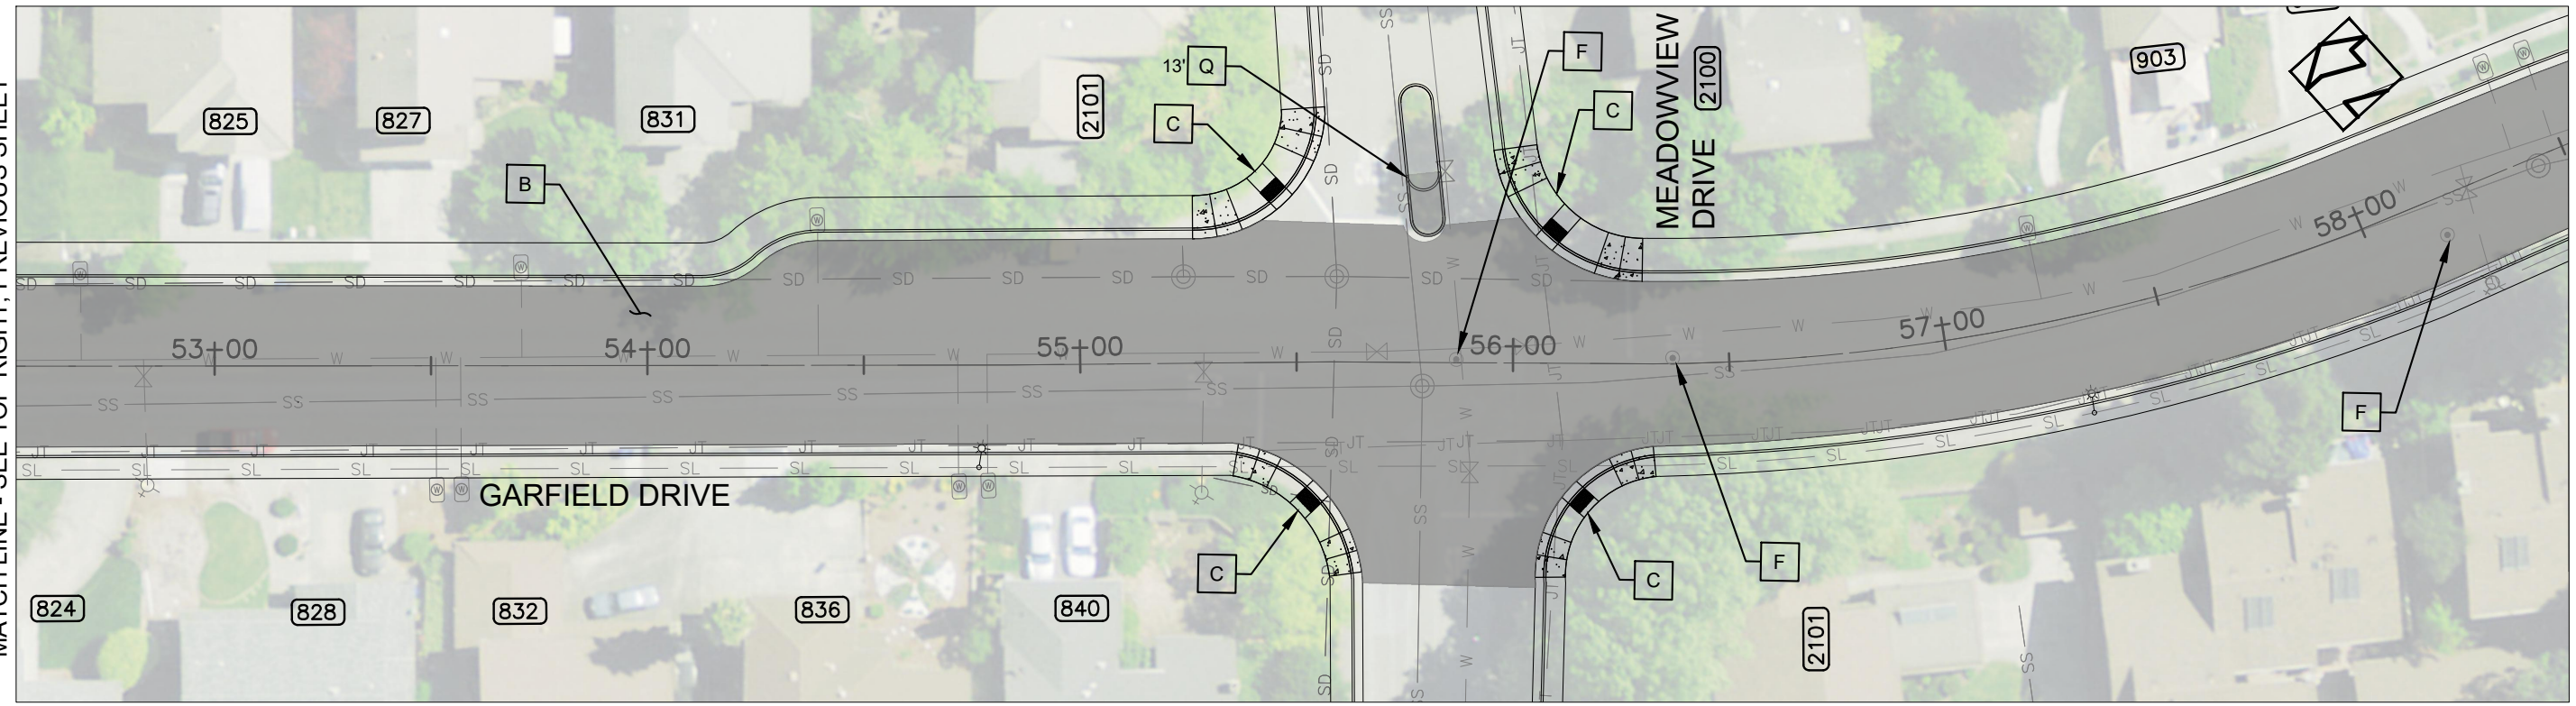 MATCHLINE - SEE TOP RIGHT, PREVIOUS SHEET
825
827
831
2101
13' Q
C
F
C
MEADOWVIEW
DRIVE
2100
903
B
53+00
54+00
55+00
56+00
57+00
58+00
SD
W
SS
JT
SL
GARFIELD DRIVE
C
C
F
F
824
828
832
836
840
2101